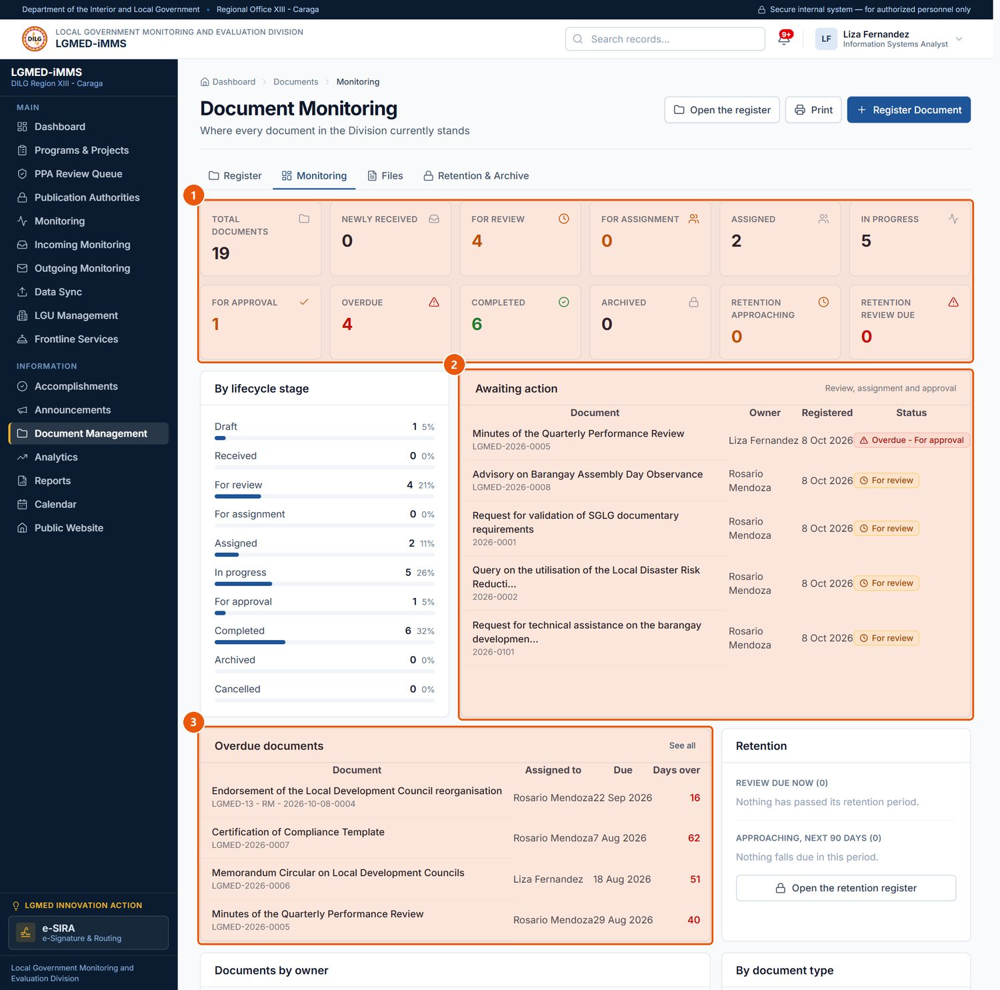 Department of the Interior and Local Government • Regional Office XIII - Caraga
Secure internal system — for authorized personnel only
DILG
LOCAL GOVERNMENT MONITORING AND EVALUATION DIVISION
LGMED-iMMS
Search records...
9+
LF
Liza Fernandez
Information Systems Analyst
LGMED-iMMS
DILG Region XIII - Caraga
MAIN
Dashboard
Programs & Projects
PPA Review Queue
Publication Authorities
Monitoring
Incoming Monitoring
Outgoing Monitoring
Data Sync
LGU Management
Frontline Services
INFORMATION
Accomplishments
Announcements
Document Management
Analytics
Reports
Calendar
Public Website
LGMED INNOVATION ACTION
e-SIRA
e-Signature & Routing
Local Government Monitoring and
Evaluation Division
Dashboard > Documents > Monitoring
Document Monitoring
Where every document in the Division currently stands
Open the register
Print
+ Register Document
Register
Monitoring
Files
Retention & Archive
1
TOTAL
DOCUMENTS
19
NEWLY RECEIVED
0
FOR REVIEW
4
FOR ASSIGNMENT
0
ASSIGNED
2
IN PROGRESS
5
FOR APPROVAL
1
OVERDUE
4
COMPLETED
6
ARCHIVED
0
RETENTION
APPROACHING
0
RETENTION
REVIEW DUE
0
By lifecycle stage
Draft 1 5%
Received 0 0%
For review 4 21%
For assignment 0 0%
Assigned 2 11%
In progress 5 26%
For approval 1 5%
Completed 6 32%
Archived 0 0%
Cancelled 0 0%
2
Awaiting action
Review, assignment and approval
Document Owner Registered Status
Minutes of the Quarterly Performance Review
LGMED-2026-0005
Liza Fernandez 8 Oct 2026 Overdue - For approval
Advisory on Barangay Assembly Day Observance
LGMED-2026-0008
Rosario
Mendoza
8 Oct 2026 For review
Request for validation of SGLG documentary
requirements
2026-0001
Rosario
Mendoza
8 Oct 2026 For review
Query on the utilisation of the Local Disaster Risk
Reducti...
2026-0002
Rosario
Mendoza
8 Oct 2026 For review
Request for technical assistance on the barangay
developmen...
2026-0101
Rosario
Mendoza
8 Oct 2026 For review
3
Overdue documents
See all
Document Assigned to Due Days over
Endorsement of the Local Development Council reorganisation
LGMED-13 - RM - 2026-10-08-0004
Rosario Mendoza 22 Sep 2026 16
Certification of Compliance Template
LGMED-2026-0007
Rosario Mendoza 7 Aug 2026 62
Memorandum Circular on Local Development Councils
LGMED-2026-0006
Liza Fernandez 18 Aug 2026 51
Minutes of the Quarterly Performance Review
LGMED-2026-0005
Rosario Mendoza 29 Aug 2026 40
Retention
REVIEW DUE NOW (0)
Nothing has passed its retention period.
APPROACHING, NEXT 90 DAYS (0)
Nothing falls due in this period.
Open the retention register
Documents by owner
By document type